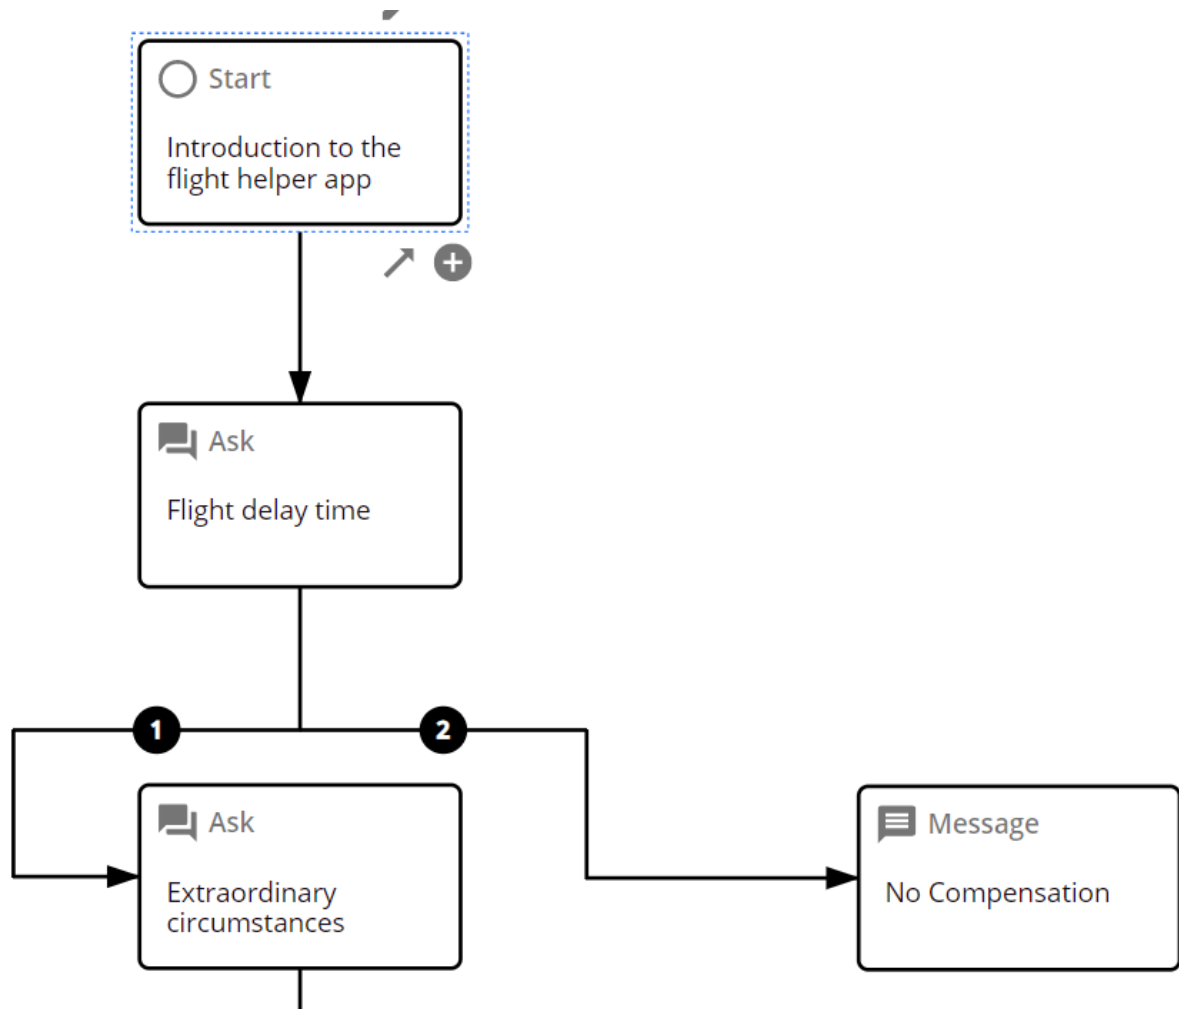 Start
Introduction to the
flight helper app
Ask
Flight delay time
1
2
Ask
Extraordinary
circumstances
Message
No Compensation